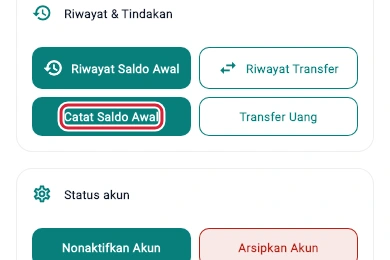 Riwayat & Tindakan
Riwayat Saldo Awal
Riwayat Transfer
Catat Saldo Awal
Transfer Uang
Status akun
Nonaktifkan Akun
Arsipkan Akun